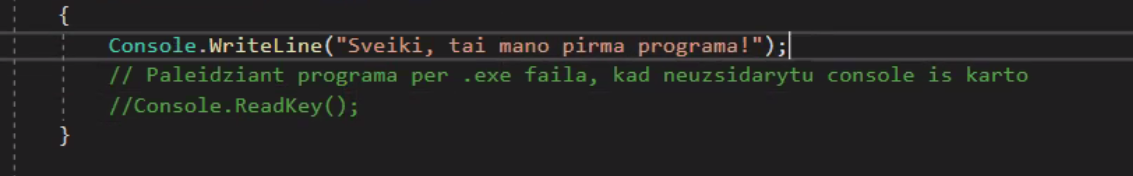 {
Console.WriteLine("Sveiki, tai mano pirma programa!");
// Paleidziant programa per .exe faila, kad neuzsidarytu console is karto
//Console.ReadKey();
}